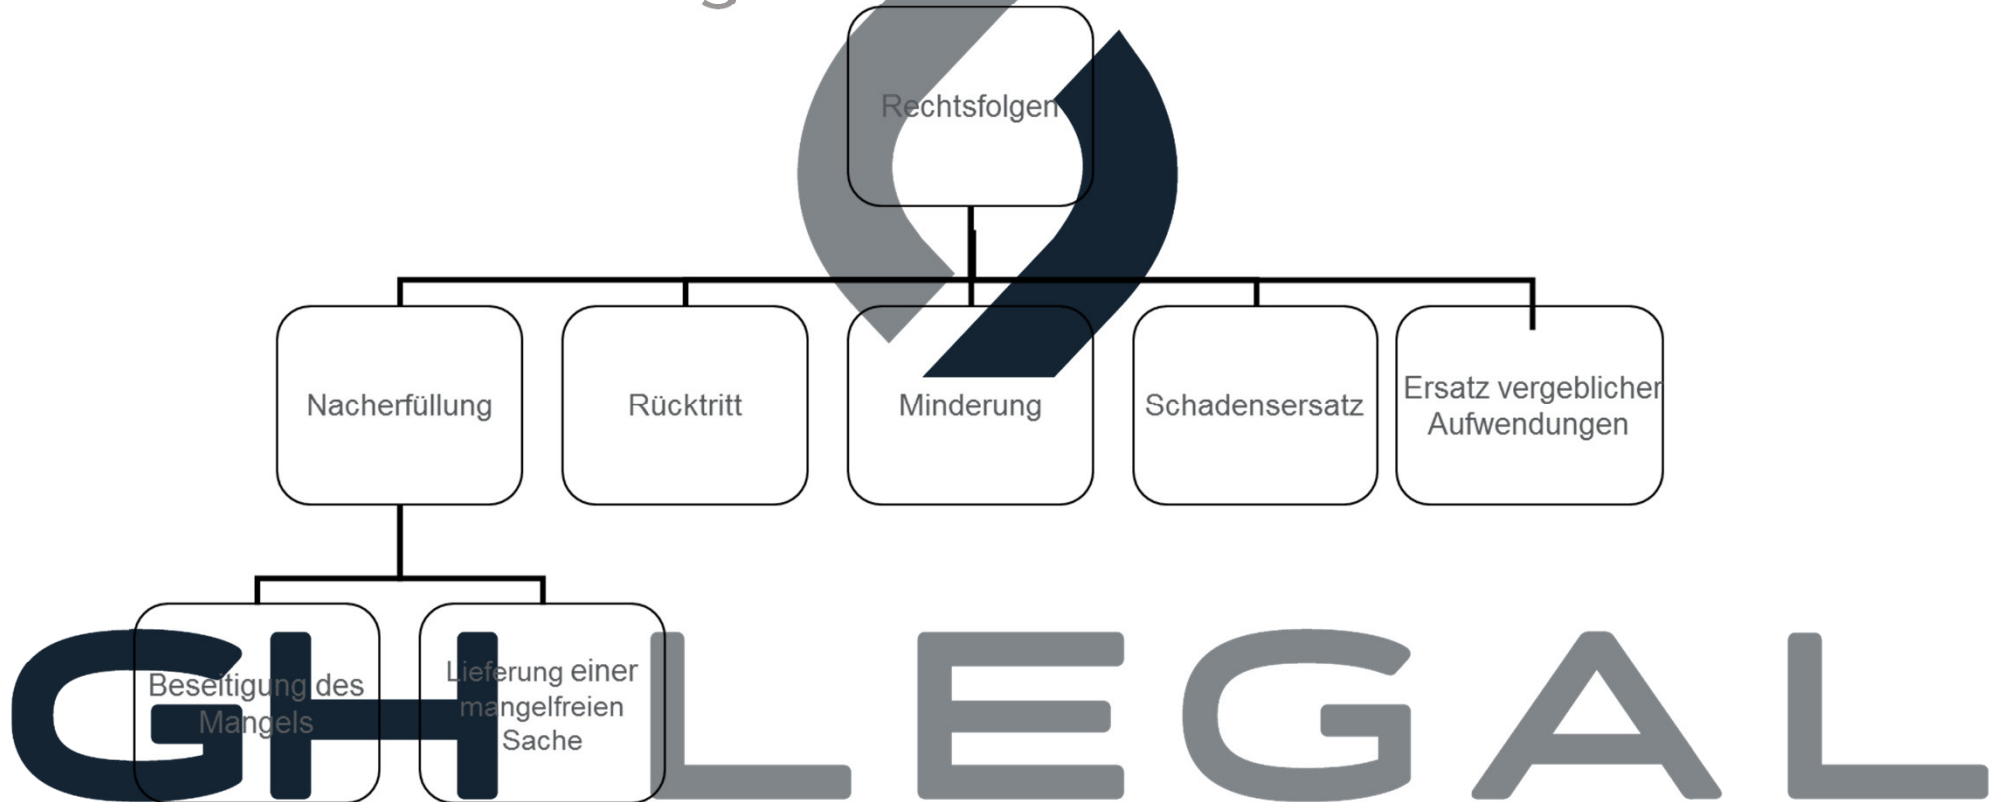 Rechtsfolgen
Nacherfüllung
Rücktritt
Minderung
Schadensersatz
Ersatz vergeblicher
Aufwendungen
Beseitigung des
Mangels
Lieferung einer
mangelfreien
Sache
GH LEGAL